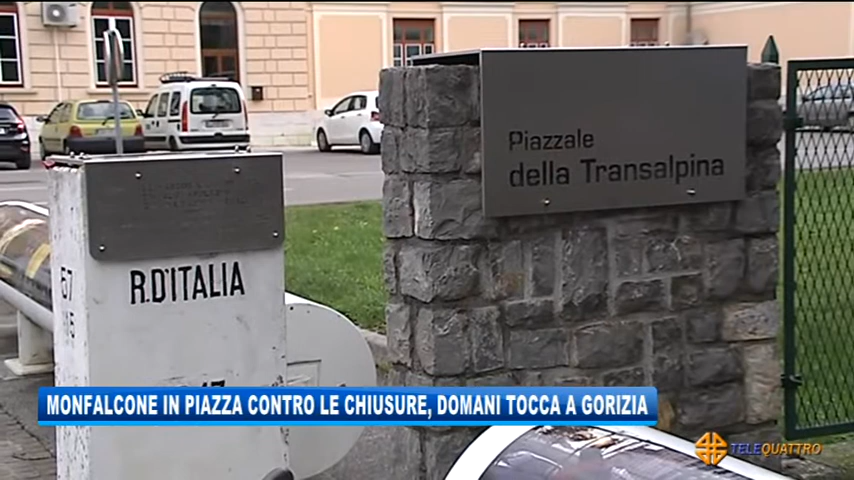 Piazzale
della Transalpina
R.D'ITALIA
57
MONFALCONE IN PIAZZA CONTRO LE CHIUSURE, DOMANI TOCCA A GORIZIA
TELEQUATTRO